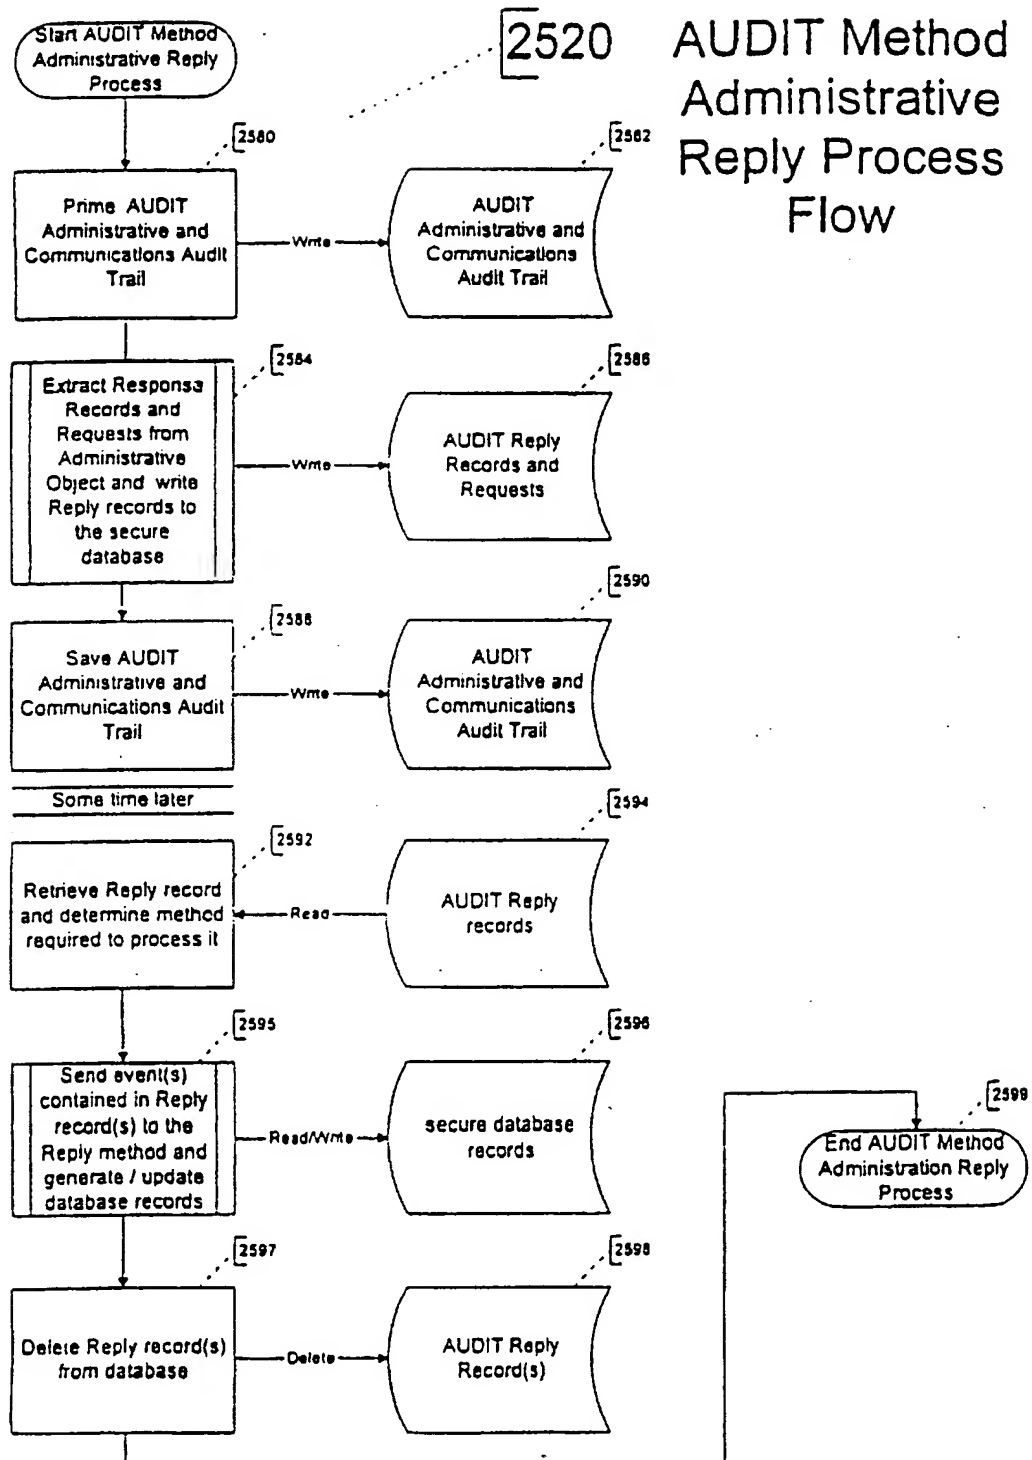 2520
AUDIT Method
Administrative
Reply Process
Flow
Start AUDIT Method
Administrative Reply
Process
2580
Prime AUDIT
Administrative and
Communications Audit
Trail
Write
2582
AUDIT
Administrative and
Communications
Audit Trail
2584
Extract Response
Records and
Requests from
Administrative
Object and write
Reply records to
the secure
database
Write
2586
AUDIT Reply
Records and
Requests
2588
Save AUDIT
Administrative and
Communications Audit
Trail
Write
2590
AUDIT
Administrative and
Communications
Audit Trail
Some time later
2592
Retrieve Reply record
and determine method
required to process it
Read
2594
AUDIT Reply
records
2595
Send event(s)
contained in Reply
record(s) to the
Reply method and
generate / update
database records
Read/Write
2596
secure database
records
2597
Delete Reply record(s)
from database
Delete
2598
AUDIT Reply
Record(s)
2599
End AUDIT Method
Administration Reply
Process